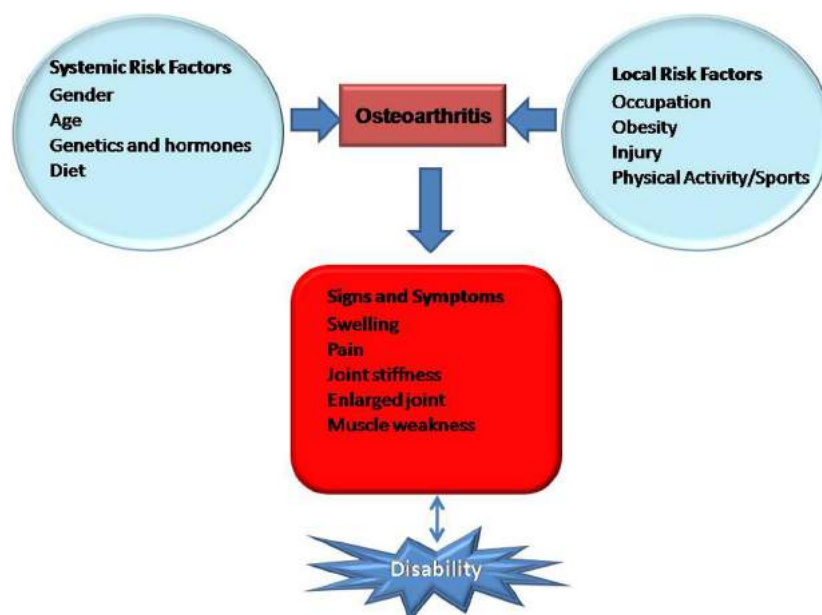 Systemic Risk Factors
Gender
Age
Genetics and hormones
Diet
Osteoarthritis
Local Risk Factors
Occupation
Obesity
Injury
Physical Activity/Sports
Signs and Symptoms
Swelling
Pain
Joint stiffness
Enlarged joint
Muscle weakness
Disability